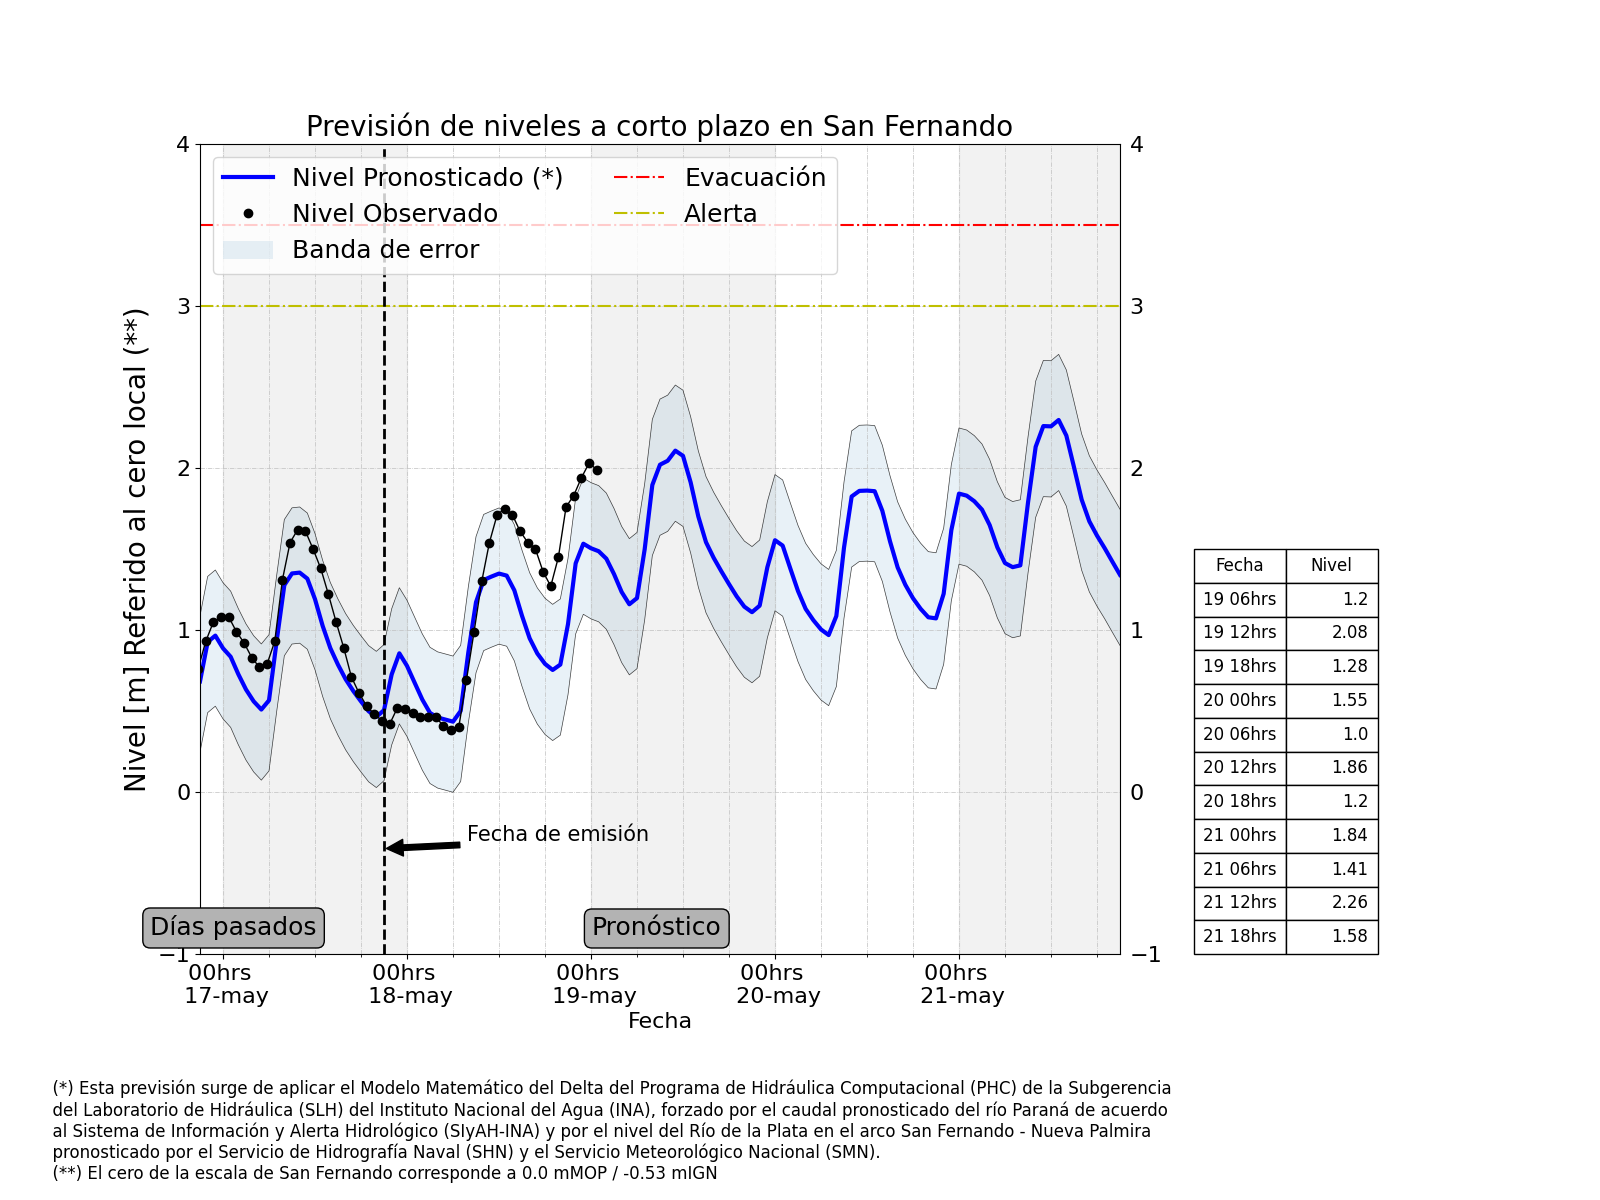 Previsión de niveles a corto plazo en San Fernando
Nivel Pronosticado (*)
Nivel Observado
Banda de error
Evacuación
Alerta
4
3
2
1
0
−1
4
3
2
1
0
−1
Nivel [m] Referido al cero local (**)
Fecha de emisión
Días pasados
Pronóstico
00hrs
17-may
00hrs
18-may
00hrs
19-may
00hrs
20-may
00hrs
21-may
Fecha
Fecha Nivel
19 06hrs 1.2
19 12hrs 2.08
19 18hrs 1.28
20 00hrs 1.55
20 06hrs 1.0
20 12hrs 1.86
20 18hrs 1.2
21 00hrs 1.84
21 06hrs 1.41
21 12hrs 2.26
21 18hrs 1.58
(*) Esta previsión surge de aplicar el Modelo Matemático del Delta del Programa de Hidráulica Computacional (PHC) de la Subgerencia
del Laboratorio de Hidráulica (SLH) del Instituto Nacional del Agua (INA), forzado por el caudal pronosticado del río Paraná de acuerdo
al Sistema de Información y Alerta Hidrológico (SIyAH-INA) y por el nivel del Río de la Plata en el arco San Fernando - Nueva Palmira
pronosticado por el Servicio de Hidrografía Naval (SHN) y el Servicio Meteorológico Nacional (SMN).
(**) El cero de la escala de San Fernando corresponde a 0.0 mMOP / -0.53 mIGN